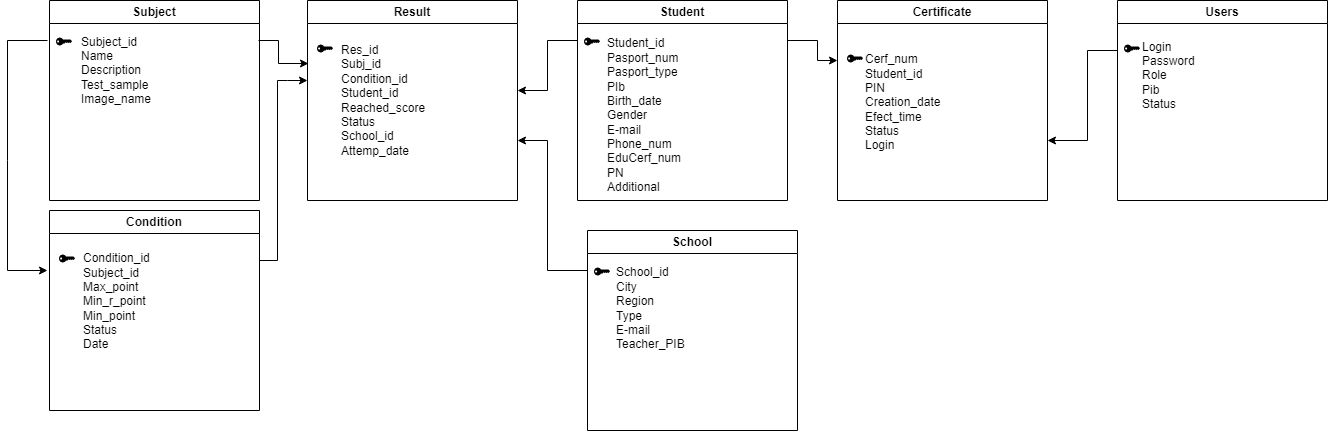 Subject
Subject_id
Name
Description
Test_sample
Image_name
Result
Res_id
Subj_id
Condition_id
Student_id
Reached_score
Status
School_id
Attemp_date
Student
Student_id
Pasport_num
Pasport_type
PIb
Birth_date
Gender
E-mail
Phone_num
EduCerf_num
PN
Additional
Certificate
Cerf_num
Student_id
PIN
Creation_date
Efect_time
Status
Login
Users
Login
Password
Role
Pib
Status
Condition
Condition_id
Subject_id
Max_point
Min_r_point
Min_point
Status
Date
School
School_id
City
Region
Type
E-mail
Teacher_PIB